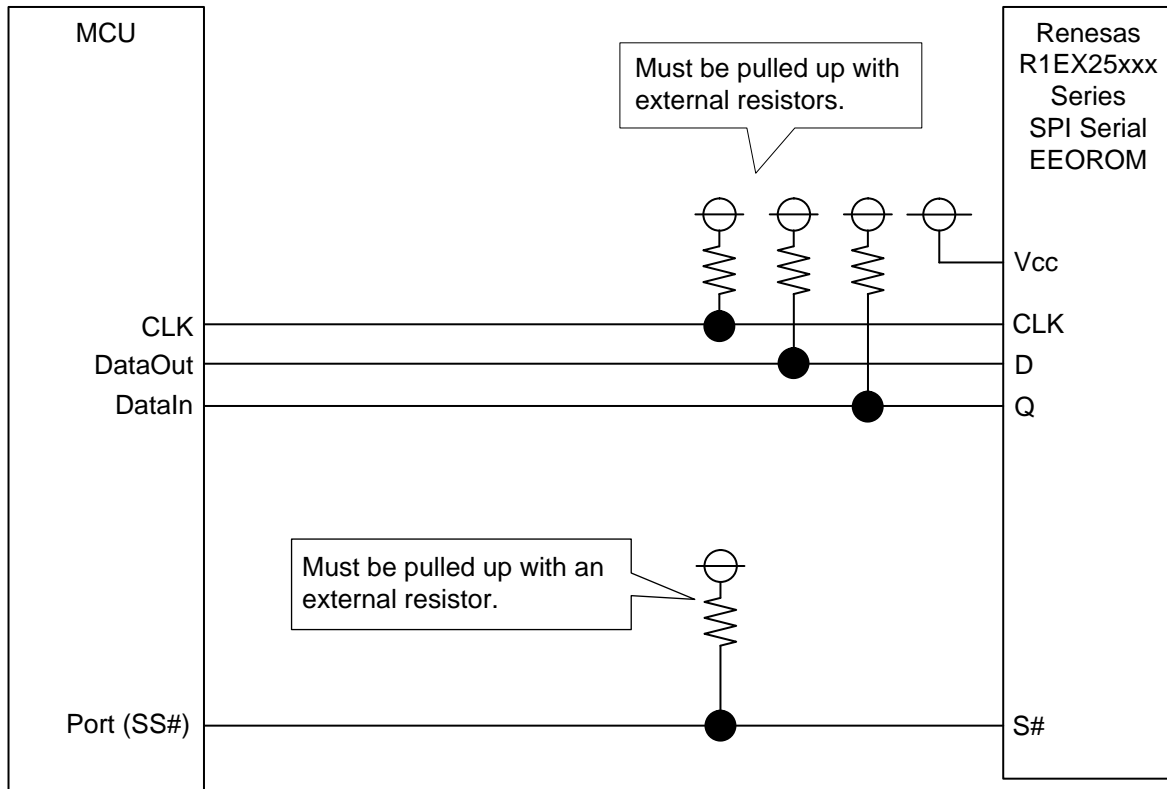 MCU
Renesas
R1EX25xxx
Series
SPI Serial
EEOROM
Must be pulled up with
external resistors.
Vcc
CLK
CLK
DataOut
D
DataIn
Q
Must be pulled up with an
external resistor.
Port (SS#)
S#